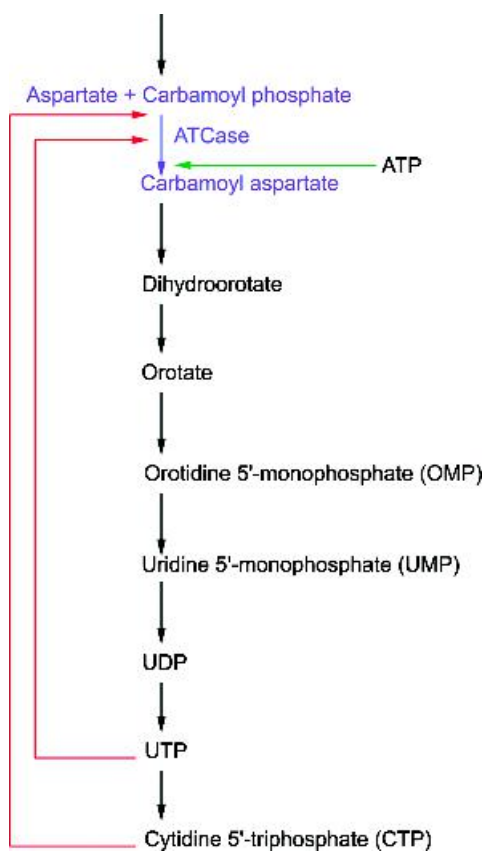 Aspartate + Carbamoyl phosphate
ATCase
ATP
Carbamoyl aspartate
Dihydroorotate
Orotate
Orotidine 5'-monophosphate (OMP)
Uridine 5'-monophosphate (UMP)
UDP
UTP
Cytidine 5'-triphosphate (CTP)